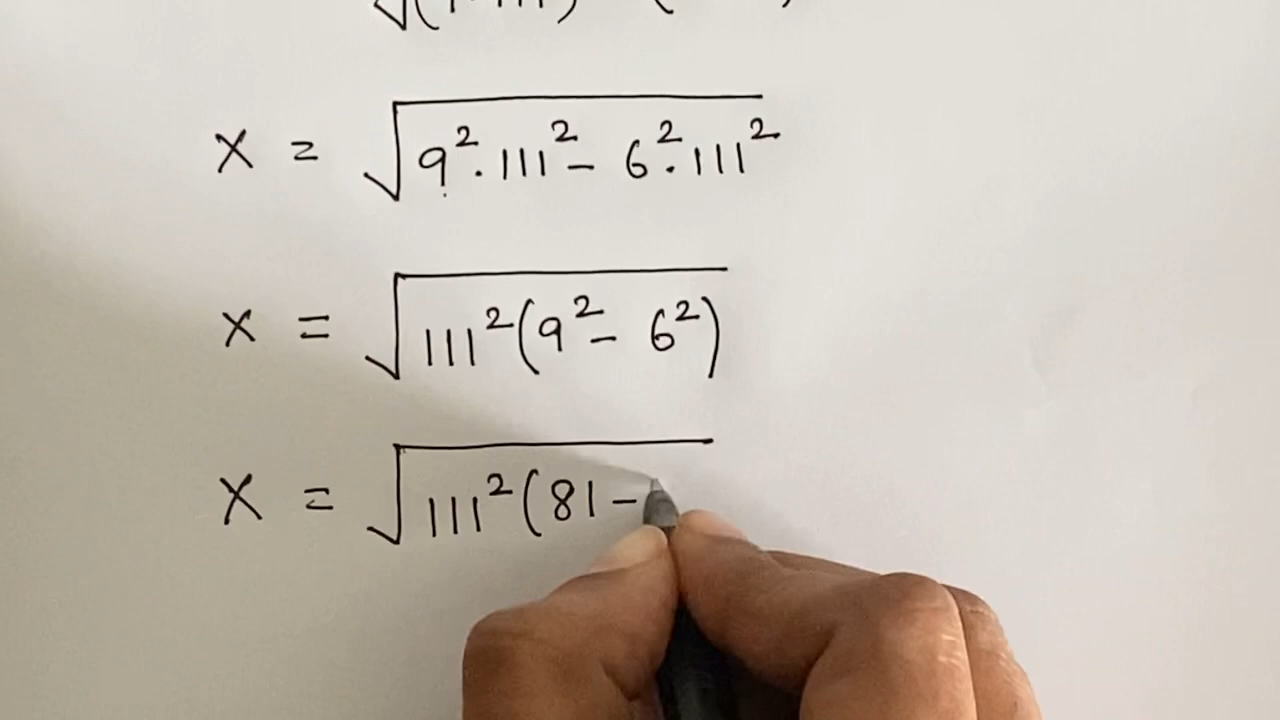 x = √(9².111² - 6².111²)
x = √(111²(9² - 6²))
x = √(111²(81 -